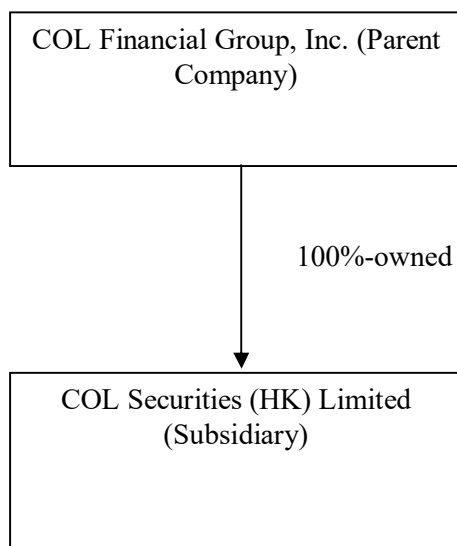 COL Financial Group, Inc. (Parent
Company)
100%-owned
COL Securities (HK) Limited
(Subsidiary)